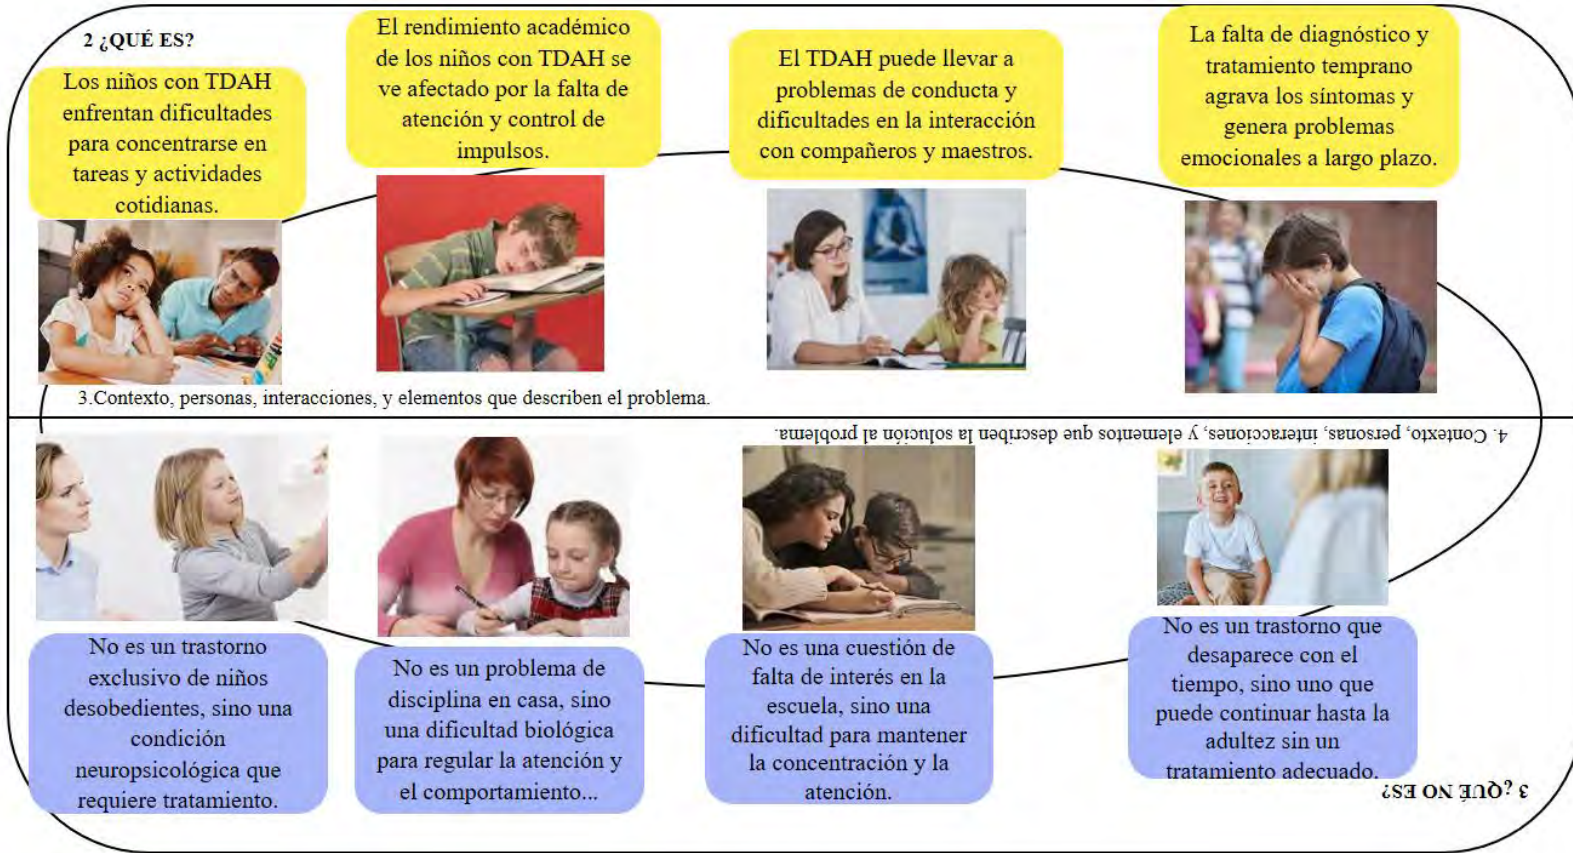 2 ¿QUÉ ES?
Los niños con TDAH
enfrentan dificultades
para concentrarse en
tareas y actividades
cotidianas.
El rendimiento académico
de los niños con TDAH se
ve afectado por la falta de
atención y control de
impulsos.
El TDAH puede llevar a
problemas de conducta y
dificultades en la interacción
con compañeros y maestros.
La falta de diagnóstico y
tratamiento temprano
agrava los síntomas y
genera problemas
emocionales a largo plazo.
3.Contexto, personas, interacciones, y elementos que describen el problema.
4. Contexto, personas, interacciones, y elementos que describen la solución al problema.
No es un trastorno
exclusivo de niños
desobedientes, sino una
condición
neuropsicológica que
requiere tratamiento.
No es un problema de
disciplina en casa, sino
una dificultad biológica
para regular la atención y
el comportamiento...
No es una cuestión de
falta de interés en la
escuela, sino una
dificultad para mantener
la concentración y la
atención.
No es un trastorno que
desaparece con el
tiempo, sino uno que
puede continuar hasta la
adultez sin un
tratamiento adecuado.
3 ¿QUÉ NO ES?